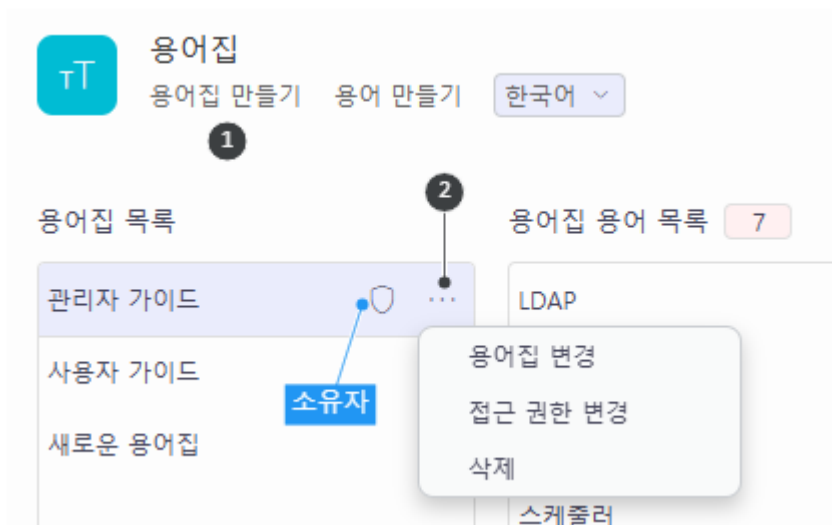 тT
용어집
용어집 만들기 용어 만들기 한국어
1
2
용어집 목록
용어집 용어 목록 7
관리자 가이드 ...
LDAP
용어집 변경
사용자 가이드
소유자
접근 권한 변경
새로운 용어집
삭제
스케줄러